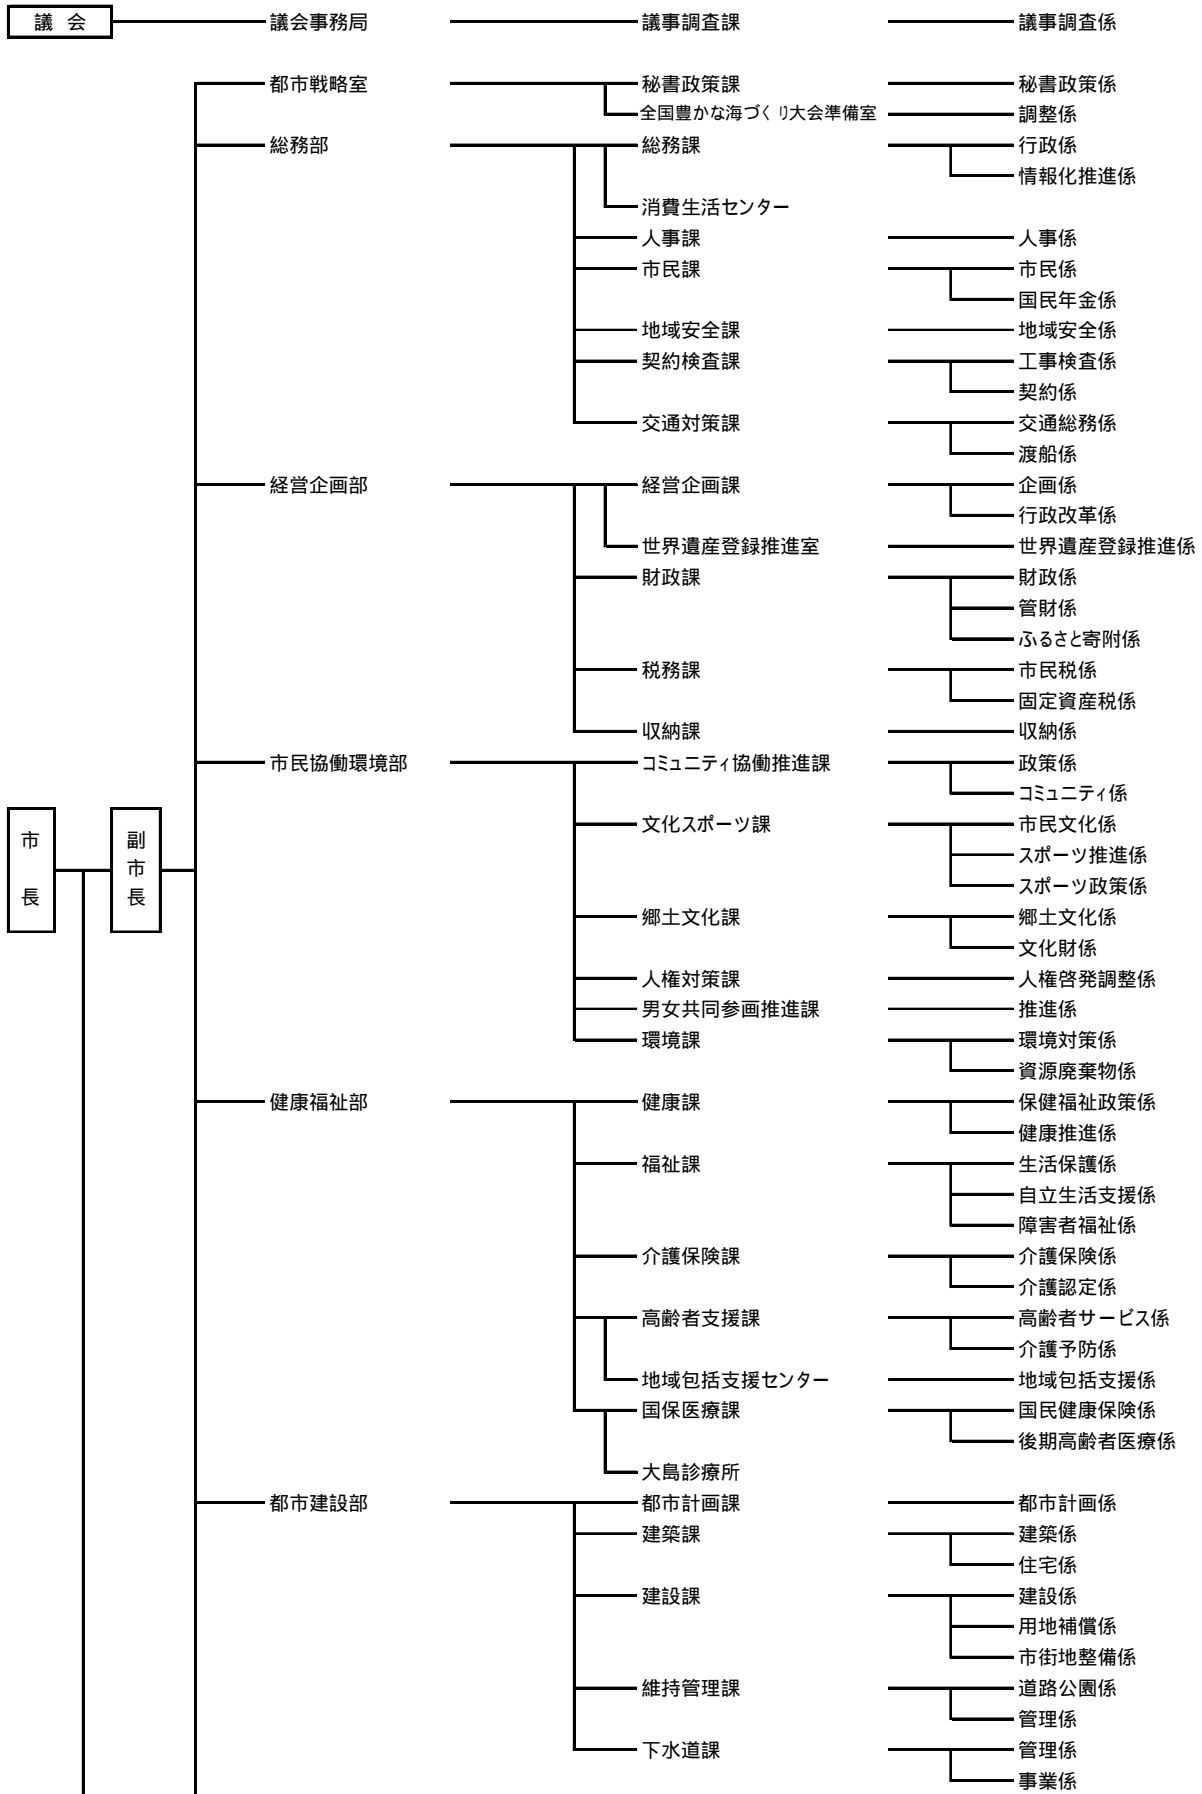 議 会 議会事務局 議事調査課 議事調査係
都市戦略室 秘書政策課 秘書政策係
全国豊かな海づくり大会準備室 調整係
総務部 総務課 行政係
情報化推進係
消費生活センター
人事課 人事係
市民課 市民係
国民年金係
地域安全課 地域安全係
契約検査課 工事検査係
契約係
交通対策課 交通総務係
渡船係
経営企画部 経営企画課 企画係
行政改革係
世界遺産登録推進室 世界遺産登録推進係
財政課 財政係
管財係
ふるさと寄附係
税務課 市民税係
固定資産税係
収納課 収納係
市民協働環境部 コミュニティ協働推進課 政策係
コミュニティ係
市長 副市長 文化スポーツ課 市民文化係
スポーツ推進係
スポーツ政策係
郷土文化課 郷土文化係
文化財係
人権対策課 人権啓発調整係
男女共同参画推進課 推進係
環境課 環境対策係
資源廃棄物係
健康福祉部 健康課 保健福祉政策係
健康推進係
福祉課 生活保護係
自立生活支援係
障害者福祉係
介護保険課 介護保険係
介護認定係
高齢者支援課 高齢者サービス係
介護予防係
地域包括支援センター 地域包括支援係
国保医療課 国民健康保険係
後期高齢者医療係
大島診療所
都市建設部 都市計画課 都市計画係
建築課 建築係
住宅係
建設課 建設係
用地補償係
市街地整備係
維持管理課 道路公園係
管理係
下水道課 管理係
事業係